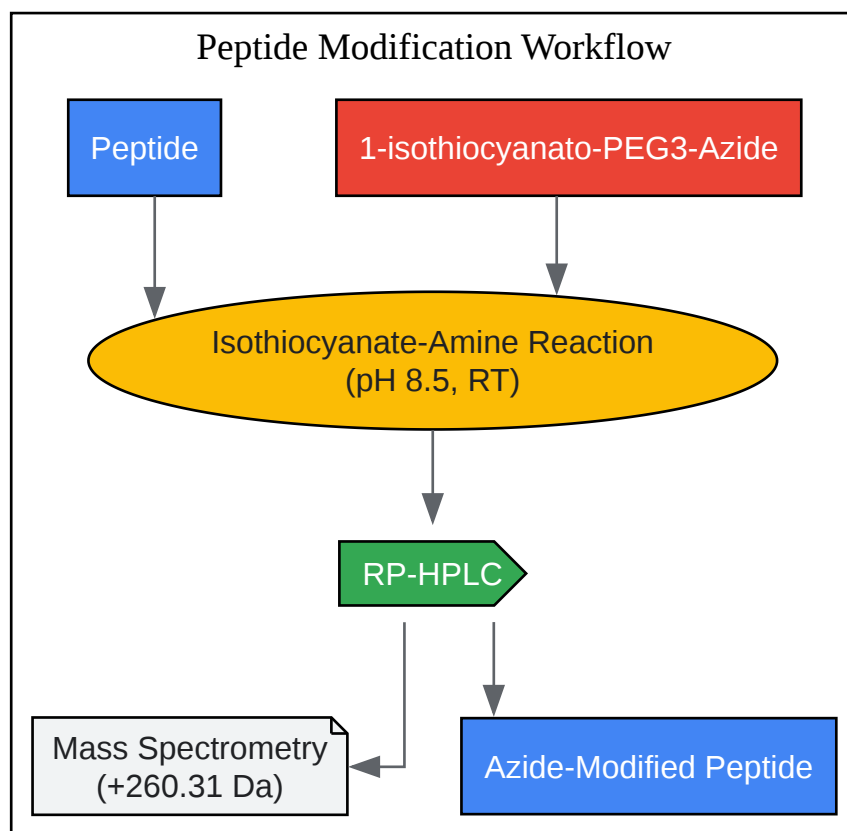 Peptide Modification Workflow
Peptide
1-isothiocyanato-PEG3-Azide
Isothiocyanate-Amine Reaction
(pH 8.5, RT)
RP-HPLC
Mass Spectrometry
(+260.31 Da)
Azide-Modified Peptide